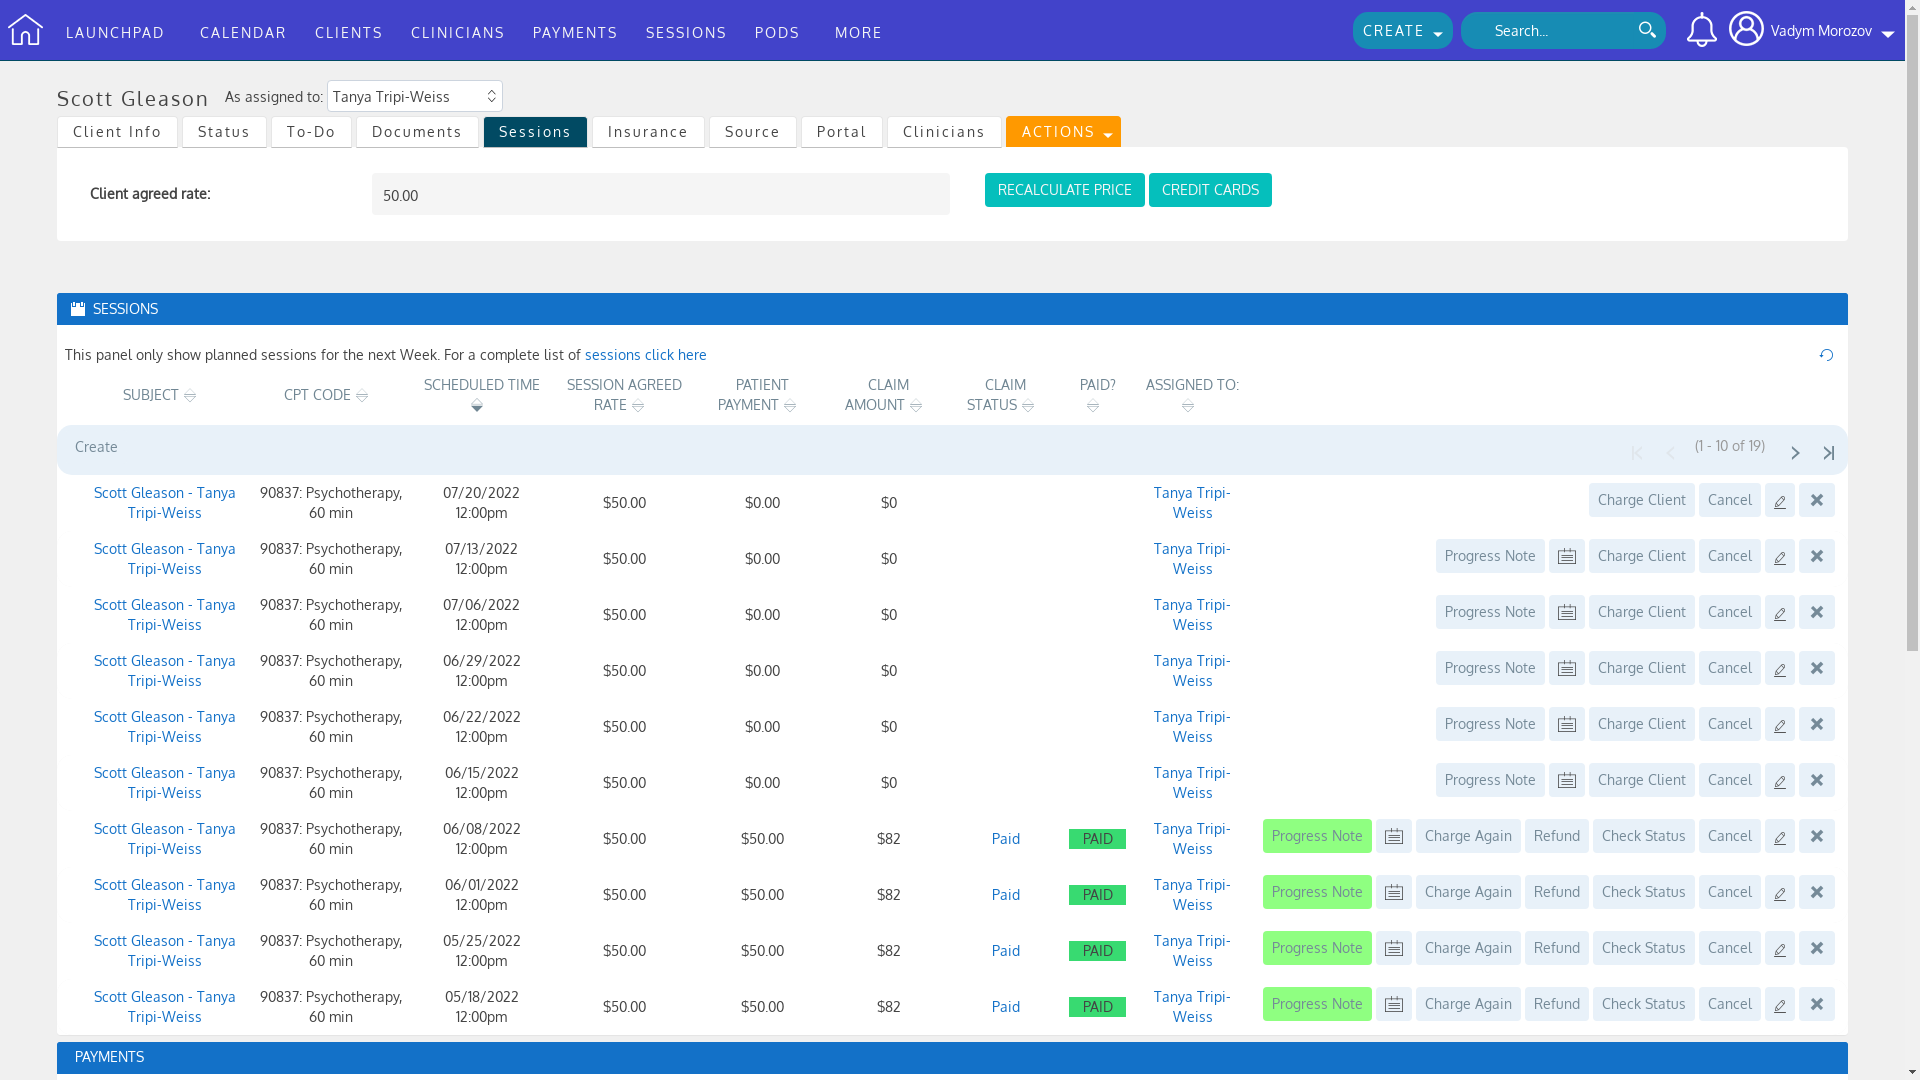 LAUNCHPAD CALENDAR CLIENTS CLINICIANS PAYMENTS SESSIONS PODS MORE CREATE Search... Vadym Morozov
Scott Gleason As assigned to: Tanya Tripi-Weiss
Client Info Status To-Do Documents Sessions Insurance Source Portal Clinicians ACTIONS
Client agreed rate: 50.00 RECALCULATE PRICE CREDIT CARDS
SESSIONS
This panel only show planned sessions for the next Week. For a complete list of sessions click here
SUBJECT CPT CODE SCHEDULED TIME SESSION AGREED RATE PATIENT PAYMENT CLAIM AMOUNT CLAIM STATUS PAID? ASSIGNED TO:
Create (1 - 10 of 19)
Scott Gleason - Tanya 90837: Psychotherapy, 07/20/2022 $50.00 $0.00 $0 Tanya Tripi- Charge Client Cancel
Tripi-Weiss 60 min 12:00pm Weiss
Scott Gleason - Tanya 90837: Psychotherapy, 07/13/2022 $50.00 $0.00 $0 Tanya Tripi- Progress Note Charge Client Cancel
Tripi-Weiss 60 min 12:00pm Weiss
Scott Gleason - Tanya 90837: Psychotherapy, 07/06/2022 $50.00 $0.00 $0 Tanya Tripi- Progress Note Charge Client Cancel
Tripi-Weiss 60 min 12:00pm Weiss
Scott Gleason - Tanya 90837: Psychotherapy, 06/29/2022 $50.00 $0.00 $0 Tanya Tripi- Progress Note Charge Client Cancel
Tripi-Weiss 60 min 12:00pm Weiss
Scott Gleason - Tanya 90837: Psychotherapy, 06/22/2022 $50.00 $0.00 $0 Tanya Tripi- Progress Note Charge Client Cancel
Tripi-Weiss 60 min 12:00pm Weiss
Scott Gleason - Tanya 90837: Psychotherapy, 06/15/2022 $50.00 $0.00 $0 Tanya Tripi- Progress Note Charge Client Cancel
Tripi-Weiss 60 min 12:00pm Weiss
Scott Gleason - Tanya 90837: Psychotherapy, 06/08/2022 $50.00 $50.00 $82 Paid PAID Tanya Tripi- Progress Note Charge Again Refund Check Status Cancel
Tripi-Weiss 60 min 12:00pm Weiss
Scott Gleason - Tanya 90837: Psychotherapy, 06/01/2022 $50.00 $50.00 $82 Paid PAID Tanya Tripi- Progress Note Charge Again Refund Check Status Cancel
Tripi-Weiss 60 min 12:00pm Weiss
Scott Gleason - Tanya 90837: Psychotherapy, 05/25/2022 $50.00 $50.00 $82 Paid PAID Tanya Tripi- Progress Note Charge Again Refund Check Status Cancel
Tripi-Weiss 60 min 12:00pm Weiss
Scott Gleason - Tanya 90837: Psychotherapy, 05/18/2022 $50.00 $50.00 $82 Paid PAID Tanya Tripi- Progress Note Charge Again Refund Check Status Cancel
Tripi-Weiss 60 min 12:00pm Weiss
PAYMENTS